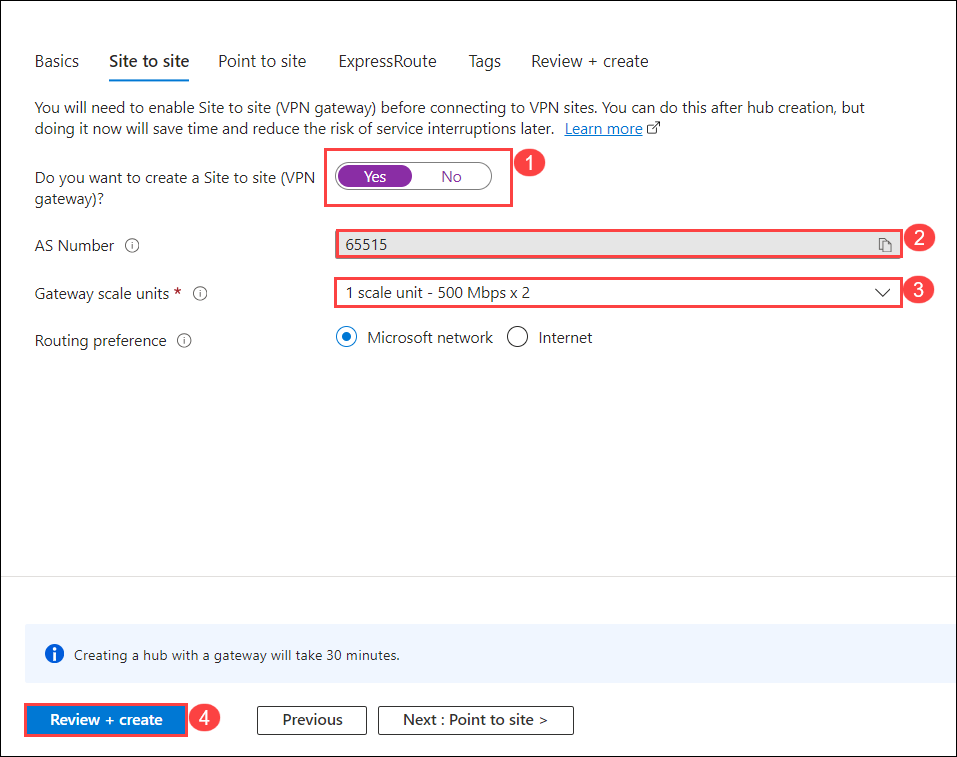 Basics Site to site Point to site ExpressRoute Tags Review + create
You will need to enable Site to site (VPN gateway) before connecting to VPN sites. You can do this after hub creation, but
doing it now will save time and reduce the risk of service interruptions later. Learn more
Do you want to create a Site to site (VPN
gateway)?
Yes No 1
AS Number 65515 2
Gateway scale units * 1 scale unit - 500 Mbps x 2 3
Routing preference Microsoft network Internet
Creating a hub with a gateway will take 30 minutes.
Review + create 4 Previous Next : Point to site >